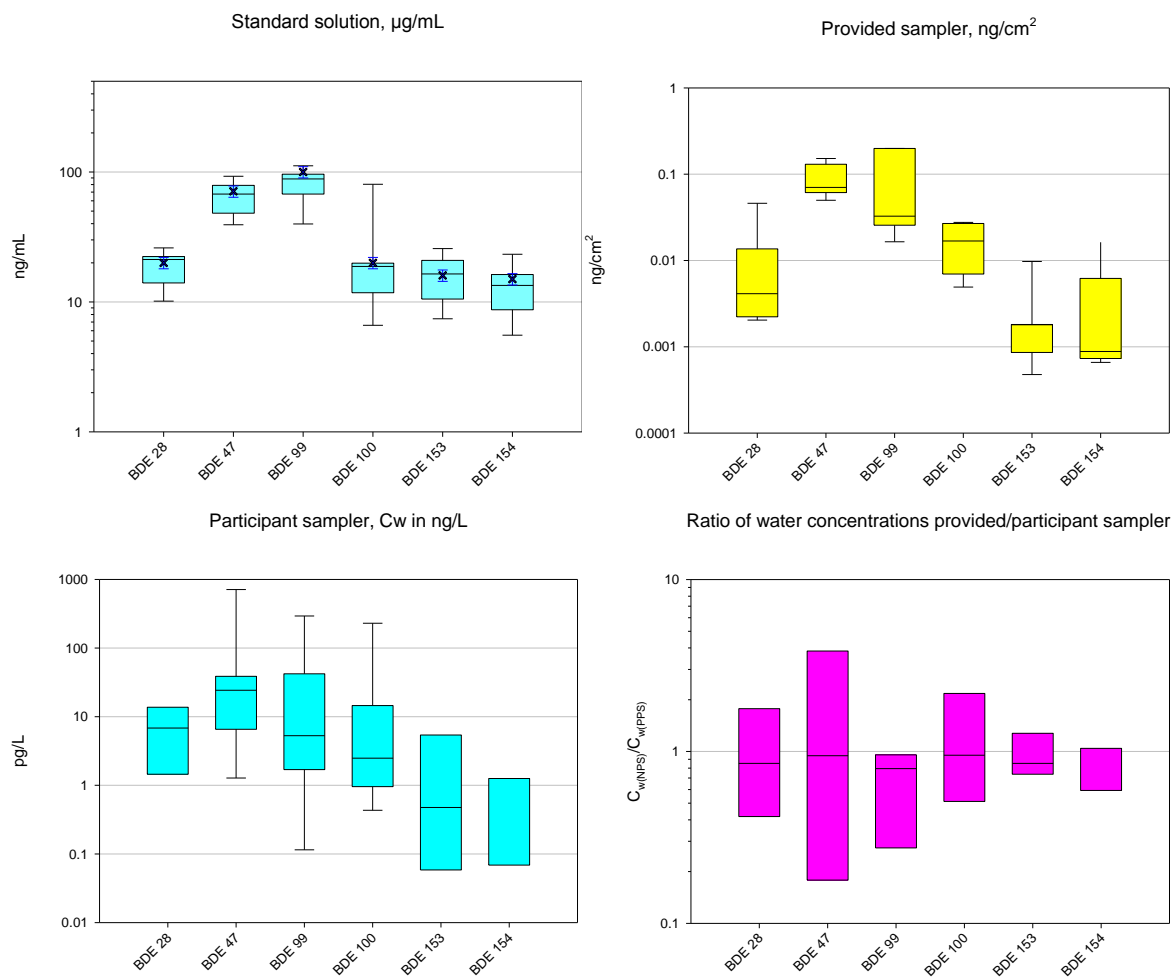 Standard solution, µg/mL
ng/mL
100
10
1
BDE 28
BDE 47
BDE 99
BDE 100
BDE 153
BDE 154
Provided sampler, ng/cm²
ng/cm²
1
0.1
0.01
0.001
0.0001
BDE 28
BDE 47
BDE 99
BDE 100
BDE 153
BDE 154
Participant sampler, Cw in ng/L
pg/L
1000
100
10
1
0.1
0.01
BDE 28
BDE 47
BDE 99
BDE 100
BDE 153
BDE 154
Ratio of water concentrations provided/participant sampler
Cw(NPS)/Cw(PPS)
10
1
0.1
BDE 28
BDE 47
BDE 99
BDE 100
BDE 153
BDE 154